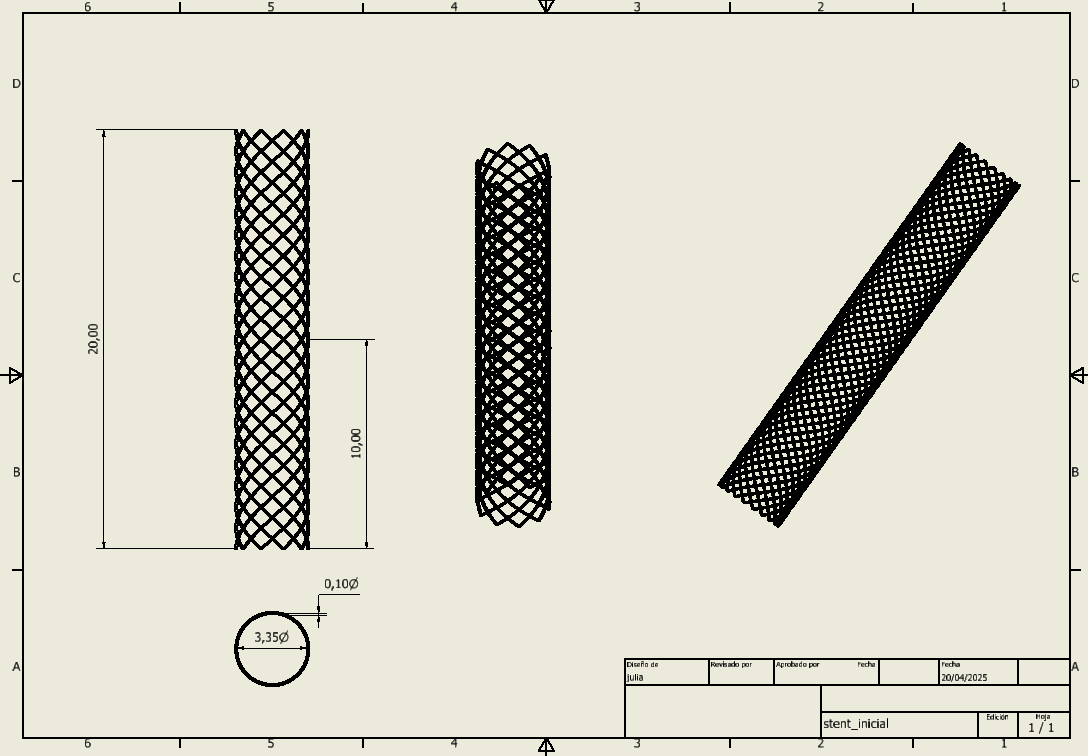 6 5 4 3 2 1
D D
C C
20,00
10,00
B B
0,10Ø
3,35Ø
A A
Diseño de Revisado por Aprobado por Fecha Fecha
julia 20/04/2025
Edición Hoja
stent_inicial 1 / 1
6 5 4 3 2 1